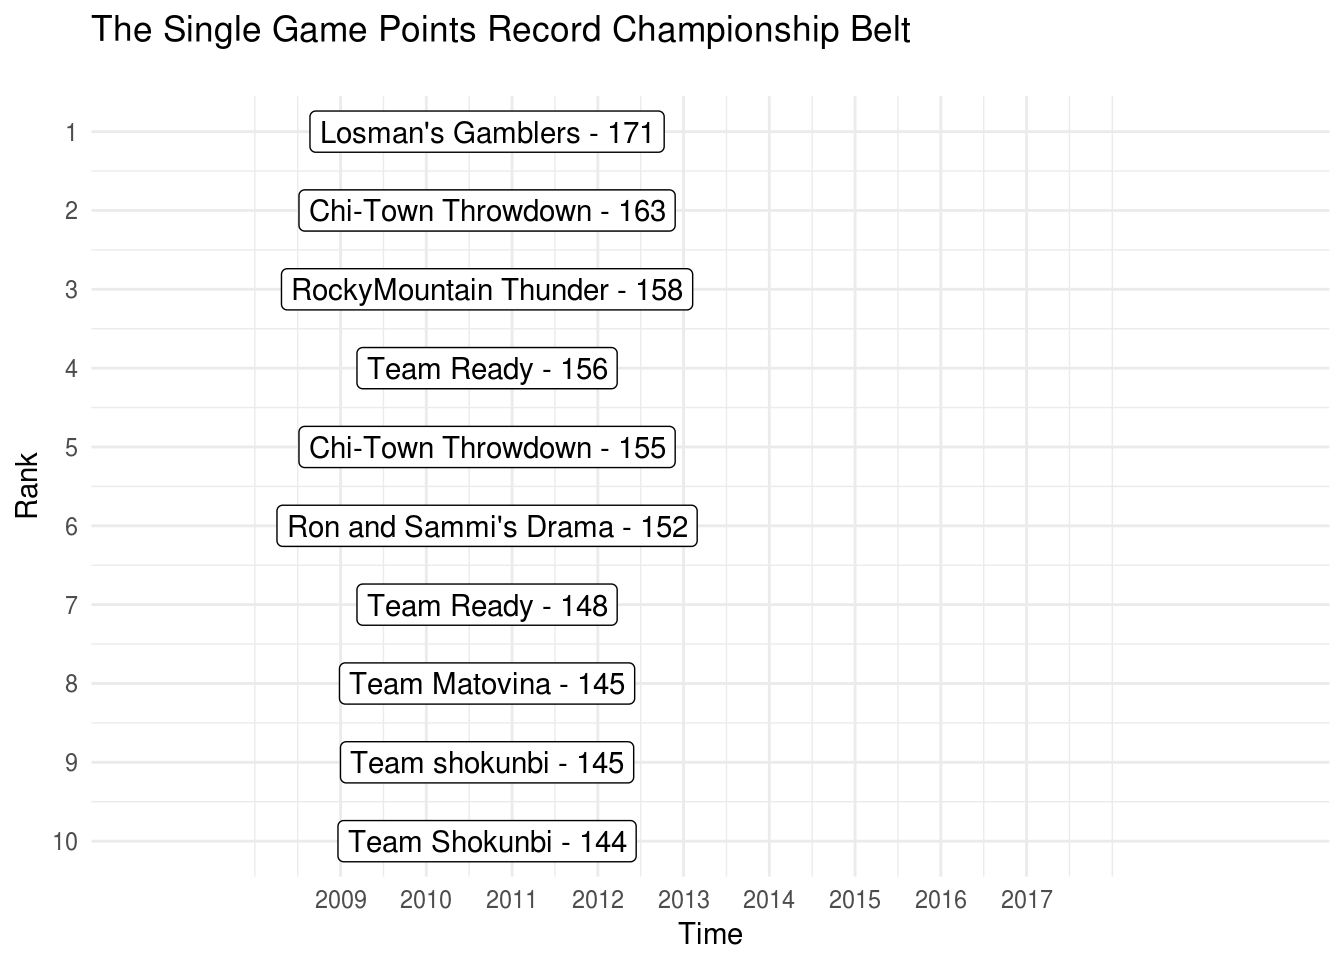 The Single Game Points Record Championship Belt
1
Losman's Gamblers - 171
2
Chi-Town Throwdown - 163
3
RockyMountain Thunder - 158
4
Team Ready - 156
5
Chi-Town Throwdown - 155
Rank
6
Ron and Sammi's Drama - 152
7
Team Ready - 148
8
Team Matovina - 145
9
Team shokunbi - 145
10
Team Shokunbi - 144
2009 2010 2011 2012 2013 2014 2015 2016 2017
Time